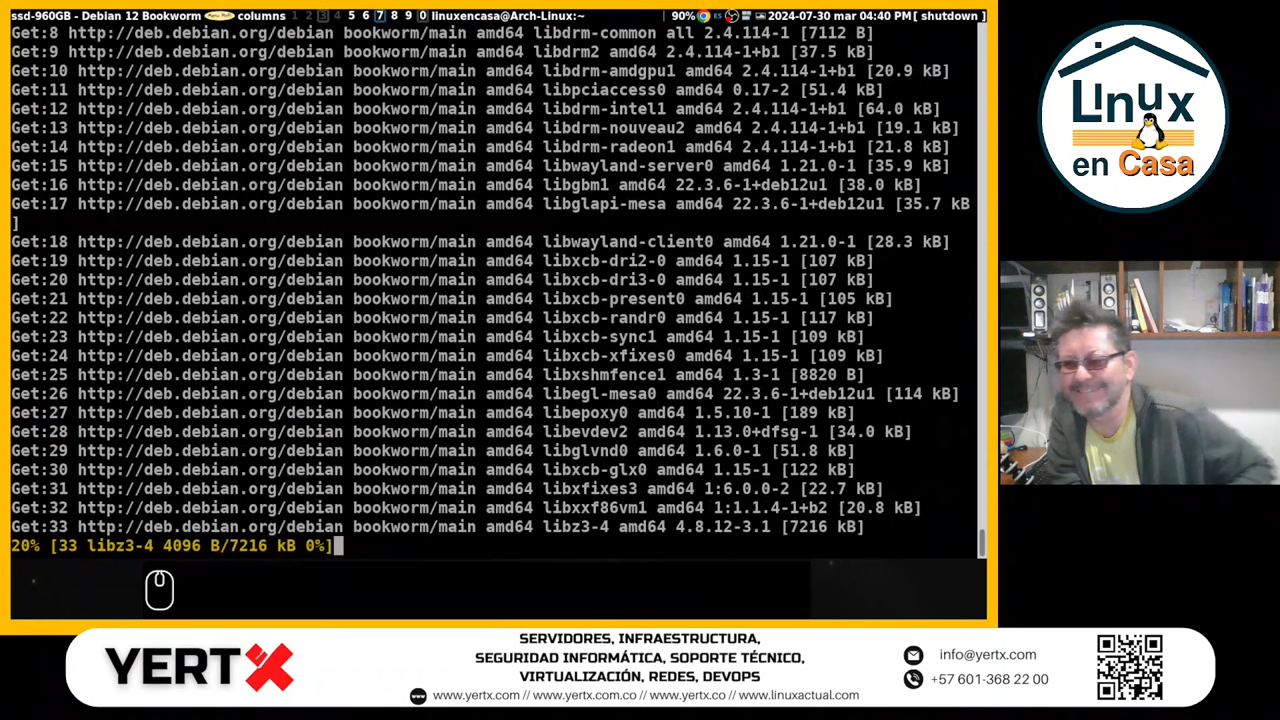 ssd-960GB - Debian 12 Bookworm columns 1 2 3 4 5 6 7 8 9 0 linuxencasa@Arch-Linux:~ 90% ES 2024-07-30 mar 04:40 PM[ shutdown ]
Get:8 http://deb.debian.org/debian bookworm/main amd64 libdrm-common all 2.4.114-1 [7112 B]
Get:9 http://deb.debian.org/debian bookworm/main amd64 libdrm2 amd64 2.4.114-1+b1 [37.5 kB]
Get:10 http://deb.debian.org/debian bookworm/main amd64 libdrm-amdgpu1 amd64 2.4.114-1+b1 [20.9 kB]
Get:11 http://deb.debian.org/debian bookworm/main amd64 libpciaccess0 amd64 0.17-2 [51.4 kB]
Get:12 http://deb.debian.org/debian bookworm/main amd64 libdrm-intel1 amd64 2.4.114-1+b1 [64.0 kB]
Get:13 http://deb.debian.org/debian bookworm/main amd64 libdrm-nouveau2 amd64 2.4.114-1+b1 [19.1 kB]
Get:14 http://deb.debian.org/debian bookworm/main amd64 libdrm-radeon1 amd64 2.4.114-1+b1 [21.8 kB]
Get:15 http://deb.debian.org/debian bookworm/main amd64 libwayland-server0 amd64 1.21.0-1 [35.9 kB]
Get:16 http://deb.debian.org/debian bookworm/main amd64 libgbm1 amd64 22.3.6-1+deb12u1 [38.0 kB]
Get:17 http://deb.debian.org/debian bookworm/main amd64 libglapi-mesa amd64 22.3.6-1+deb12u1 [35.7 kB
]
Get:18 http://deb.debian.org/debian bookworm/main amd64 libwayland-client0 amd64 1.21.0-1 [28.3 kB]
Get:19 http://deb.debian.org/debian bookworm/main amd64 libxcb-dri2-0 amd64 1.15-1 [107 kB]
Get:20 http://deb.debian.org/debian bookworm/main amd64 libxcb-dri3-0 amd64 1.15-1 [107 kB]
Get:21 http://deb.debian.org/debian bookworm/main amd64 libxcb-present0 amd64 1.15-1 [105 kB]
Get:22 http://deb.debian.org/debian bookworm/main amd64 libxcb-randr0 amd64 1.15-1 [117 kB]
Get:23 http://deb.debian.org/debian bookworm/main amd64 libxcb-sync1 amd64 1.15-1 [109 kB]
Get:24 http://deb.debian.org/debian bookworm/main amd64 libxcb-xfixes0 amd64 1.15-1 [109 kB]
Get:25 http://deb.debian.org/debian bookworm/main amd64 libxshmfence1 amd64 1.3-1 [8820 B]
Get:26 http://deb.debian.org/debian bookworm/main amd64 libegl-mesa0 amd64 22.3.6-1+deb12u1 [114 kB]
Get:27 http://deb.debian.org/debian bookworm/main amd64 libepoxy0 amd64 1.5.10-1 [189 kB]
Get:28 http://deb.debian.org/debian bookworm/main amd64 libevdev2 amd64 1.13.0+dfsg-1 [34.0 kB]
Get:29 http://deb.debian.org/debian bookworm/main amd64 libglvnd0 amd64 1.6.0-1 [51.8 kB]
Get:30 http://deb.debian.org/debian bookworm/main amd64 libxcb-glx0 amd64 1.15-1 [122 kB]
Get:31 http://deb.debian.org/debian bookworm/main amd64 libxfixes3 amd64 1:6.0.0-2 [22.7 kB]
Get:32 http://deb.debian.org/debian bookworm/main amd64 libxxf86vm1 amd64 1:1.1.4-1+b2 [20.8 kB]
Get:33 http://deb.debian.org/debian bookworm/main amd64 libz3-4 amd64 4.8.12-3.1 [7216 kB]
20% [33 libz3-4 4096 B/7216 kB 0%]
Linux
en Casa
YERTX
SERVIDORES, INFRAESTRUCTURA,
SEGURIDAD INFORMÁTICA, SOPORTE TÉCNICO,
VIRTUALIZACIÓN, REDES, DEVOPS
www.yertx.com // www.yertx.com.co // www.yertx.co // www.linuxactual.com
info@yertx.com
+57 601-368 22 00